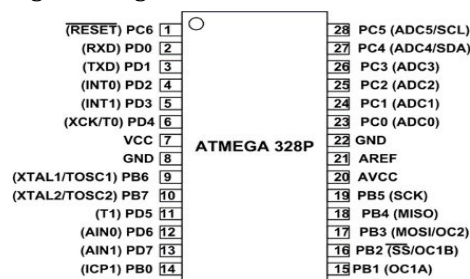 (RESET) PC6 1
(RXD) PD0 2
(TXD) PD1 3
(INT0) PD2 4
(INT1) PD3 5
(XCK/T0) PD4 6
VCC 7
GND 8
(XTAL1/TOSC1) PB6 9
(XTAL2/TOSC2) PB7 10
(T1) PD5 11
(AIN0) PD6 12
(AIN1) PD7 13
(ICP1) PB0 14
ATMEGA 328P
28 PC5 (ADC5/SCL)
27 PC4 (ADC4/SDA)
26 PC3 (ADC3)
25 PC2 (ADC2)
24 PC1 (ADC1)
23 PC0 (ADC0)
22 GND
21 AREF
20 AVCC
19 PB5 (SCK)
18 PB4 (MISO)
17 PB3 (MOSI/OC2)
16 PB2 (SS/OC1B)
15 PB1 (OC1A)